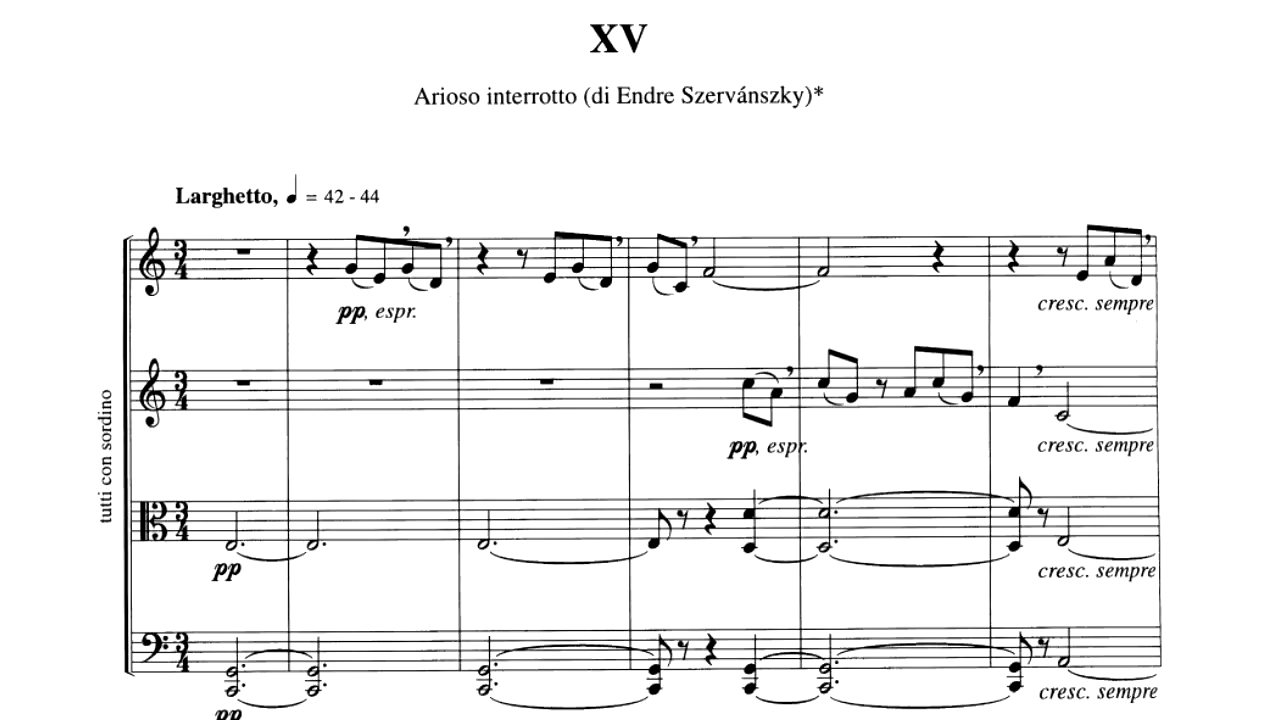 XV
Arioso interrotto (di Endre Szervánszky)*
Larghetto, ♩ = 42 - 44
pp, espr.
cresc. sempre
tutti con sordino
pp, espr.
cresc. sempre
pp
cresc. sempre
pp
cresc. sempre